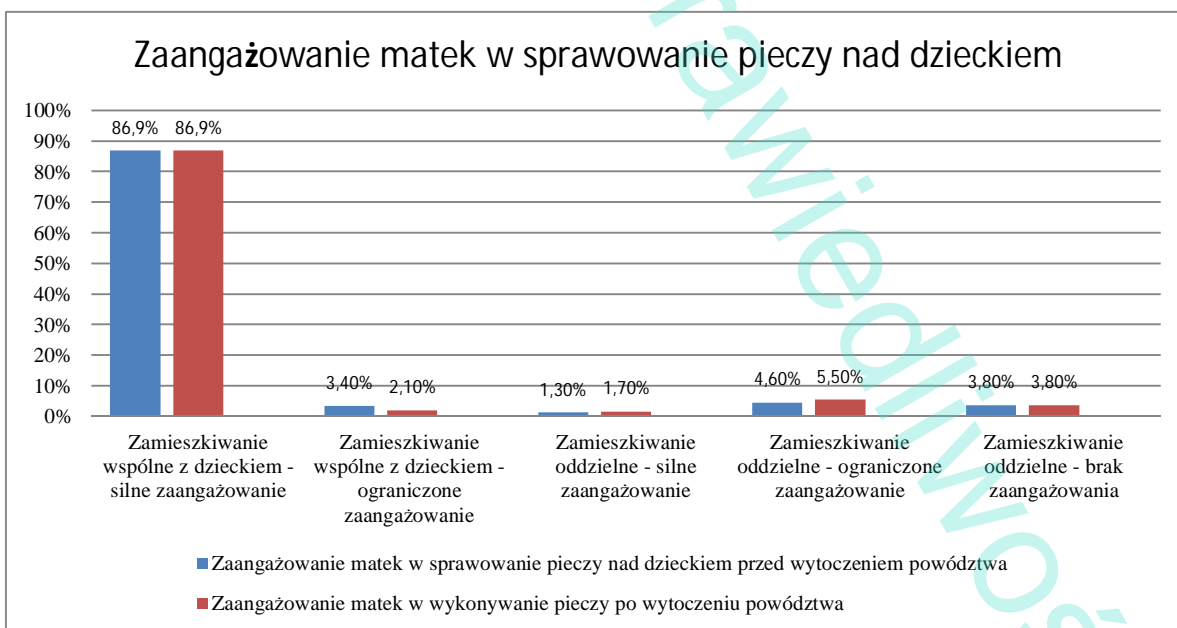 Zaangażowanie matek w sprawowanie pieczy nad dzieckiem
100%
90%
80%
70%
60%
50%
40%
30%
20%
10%
0%
86,9% 86,9%
3,40% 2,10%
1,30% 1,70%
4,60% 5,50%
3,80% 3,80%
Zamieszkiwanie
wspólne z dzieckiem -
silne zaangażowanie
Zamieszkiwanie
wspólne z dzieckiem -
ograniczone
zaangażowanie
Zamieszkiwanie
oddzielne - silne
zaangażowanie
Zamieszkiwanie
oddzielne - ograniczone
zaangażowanie
Zamieszkiwanie
oddzielne - brak
zaangażowania
Zaangażowanie matek w sprawowanie pieczy nad dzieckiem przed wytoczeniem powództwa
Zaangażowanie matek w wykonywanie pieczy po wytoczeniu powództwa
rawiedliwoś